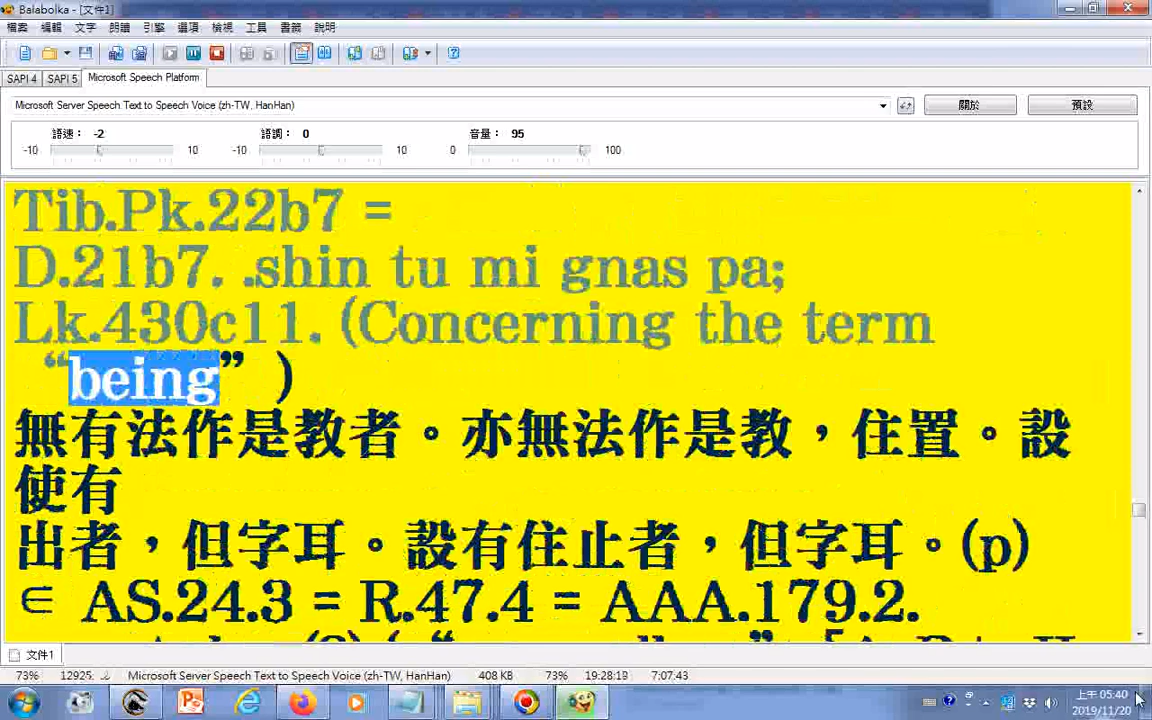 Balabolka - [文件1]
檔案 編輯 文字 朗讀 引擎 選項 檢視 工具 書籤 說明
SAPI 4 SAPI 5 Microsoft Speech Platform
Microsoft Server Speech Text to Speech Voice (zh-TW, HanHan) 關於 預設
語速： -2 語調： 0 音量： 95
-10 10 -10 10 0 100
Tib.Pk.22b7 =
D.21b7. .shin tu mi gnas pa;
Lk.430c11. (Concerning the term
“being” )
無有法作是教者。亦無法作是教，住置。設
使有
出者，但字耳。設有住止者，但字耳。(p)
∈ AS.24.3 = R.47.4 = AAA.179.2.
文件1
73% 12925. Microsoft Server Speech Text to Speech Voice (zh-TW, HanHan) 408 KB 73% 19:28:13 7:07:43
上午 05:40
2019/11/20